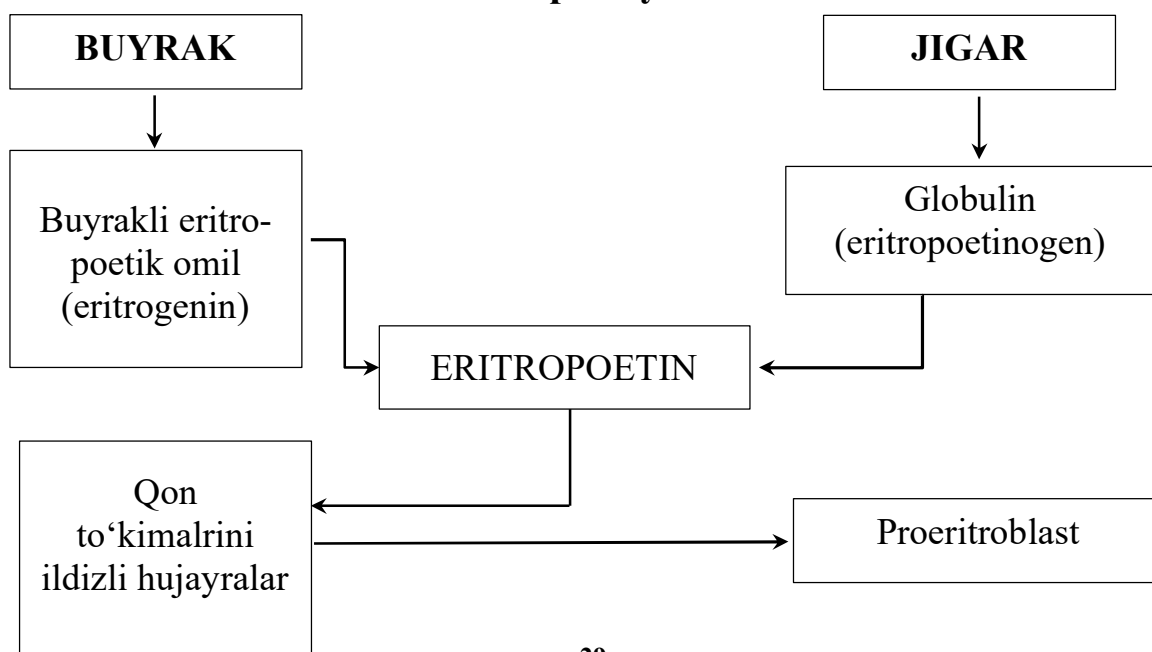 BUYRAK
JIGAR
Buyrakli eritro-
poetik omil
(eritrogenin)
Globulin
(eritropoetinogen)
ERITROPOETIN
Qon
to‘kimalrini
ildizli hujayralar
Proeritroblast